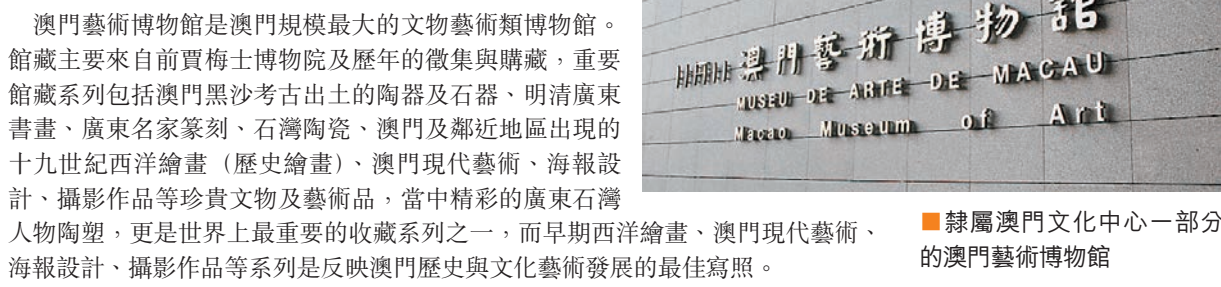 澳門藝術博物館是澳門規模最大的文物藝術類博物館。
館藏主要來自前賈梅士博物院及歷年的徵集與購藏，重要
館藏系列包括澳門黑沙考古出土的陶器及石器、明清廣東
書畫、廣東名家篆刻、石灣陶瓷、澳門及鄰近地區出現的
十九世紀西洋繪畫（歷史繪畫）、澳門現代藝術、海報設
計、攝影作品等珍貴文物及藝術品，當中精彩的廣東石灣
人物陶塑，更是世界上最重要的收藏系列之一，而早期西洋繪畫、澳門現代藝術、
海報設計、攝影作品等系列是反映澳門歷史與文化藝術發展的最佳寫照。
澳門藝術博物館
MUSEU DE ARTE DE MACAU
Macao Museum of Art
■隸屬澳門文化中心一部分
的澳門藝術博物館